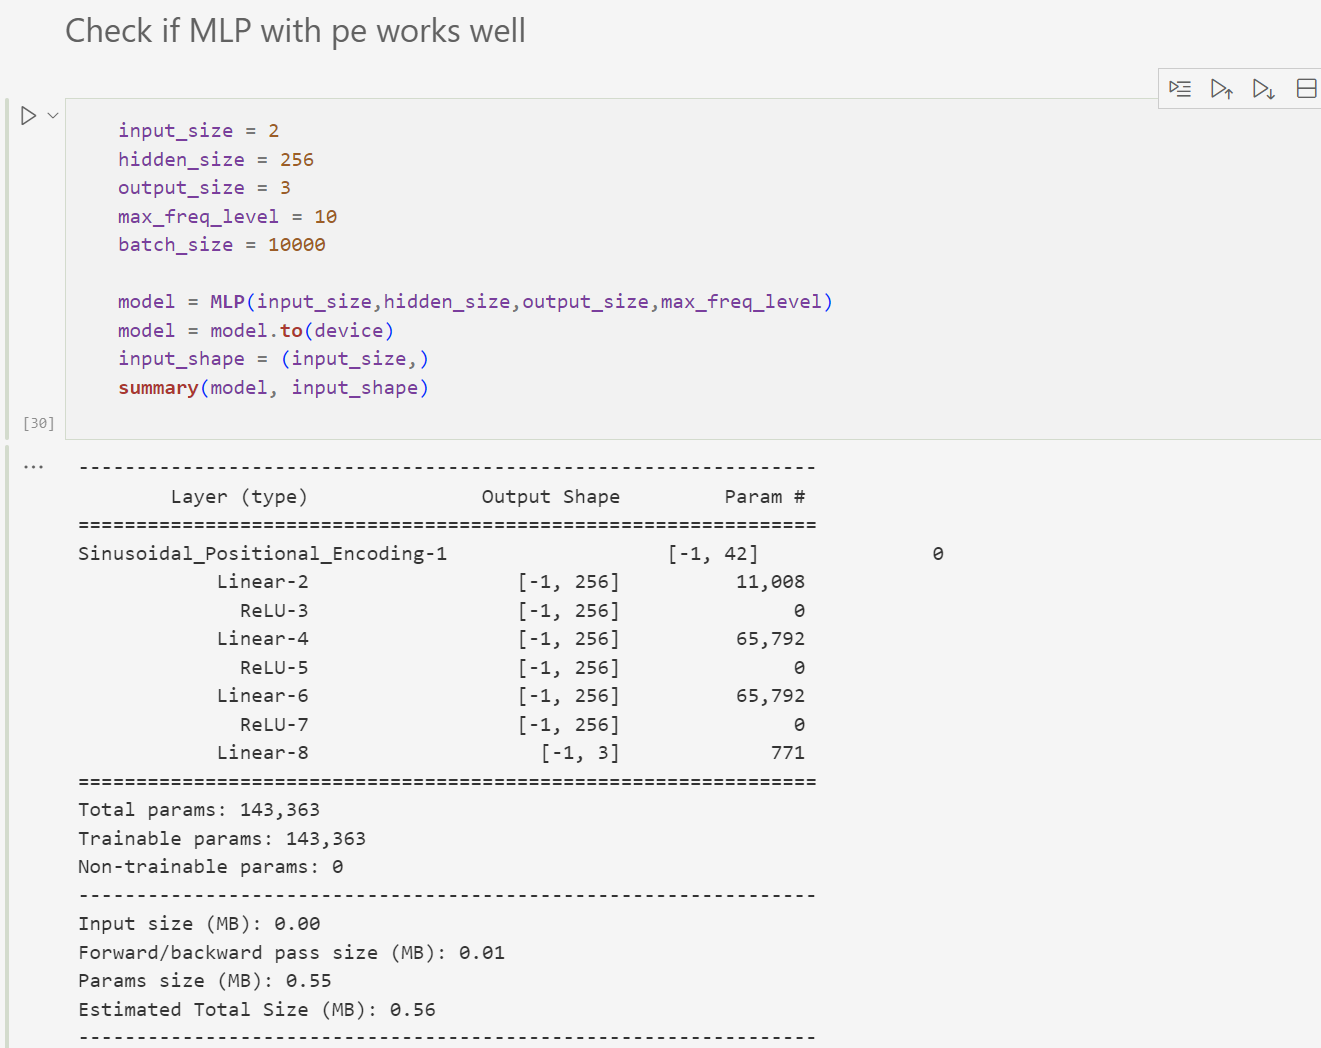 Check if MLP with pe works well
input_size = 2
hidden_size = 256
output_size = 3
max_freq_level = 10
batch_size = 10000
model = MLP(input_size,hidden_size,output_size,max_freq_level)
model = model.to(device)
input_shape = (input_size,)
summary(model, input_shape)
[30]
...
----------------------------------------------------------------
Layer (type) Output Shape Param #
================================================================
Sinusoidal_Positional_Encoding-1 [-1, 42] 0
Linear-2 [-1, 256] 11,008
ReLU-3 [-1, 256] 0
Linear-4 [-1, 256] 65,792
ReLU-5 [-1, 256] 0
Linear-6 [-1, 256] 65,792
ReLU-7 [-1, 256] 0
Linear-8 [-1, 3] 771
================================================================
Total params: 143,363
Trainable params: 143,363
Non-trainable params: 0
----------------------------------------------------------------
Input size (MB): 0.00
Forward/backward pass size (MB): 0.01
Params size (MB): 0.55
Estimated Total Size (MB): 0.56
----------------------------------------------------------------